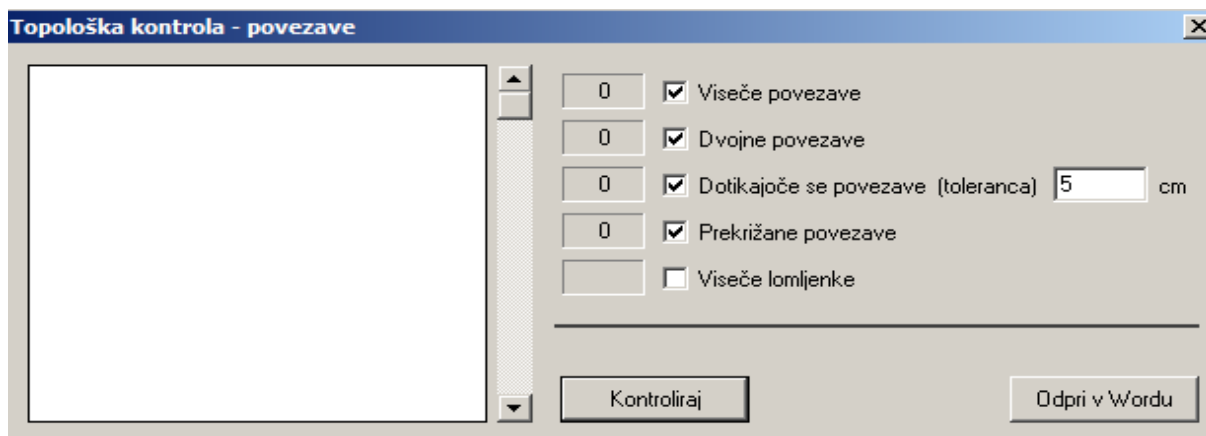 Topološka kontrola - povezave
0 Viseče povezave
0 Dvojne povezave
0 Dotikajoče se povezave (toleranca) 5 cm
0 Prekrižane povezave
Viseče lomljenke
Kontroliraj Odpri v Wordu